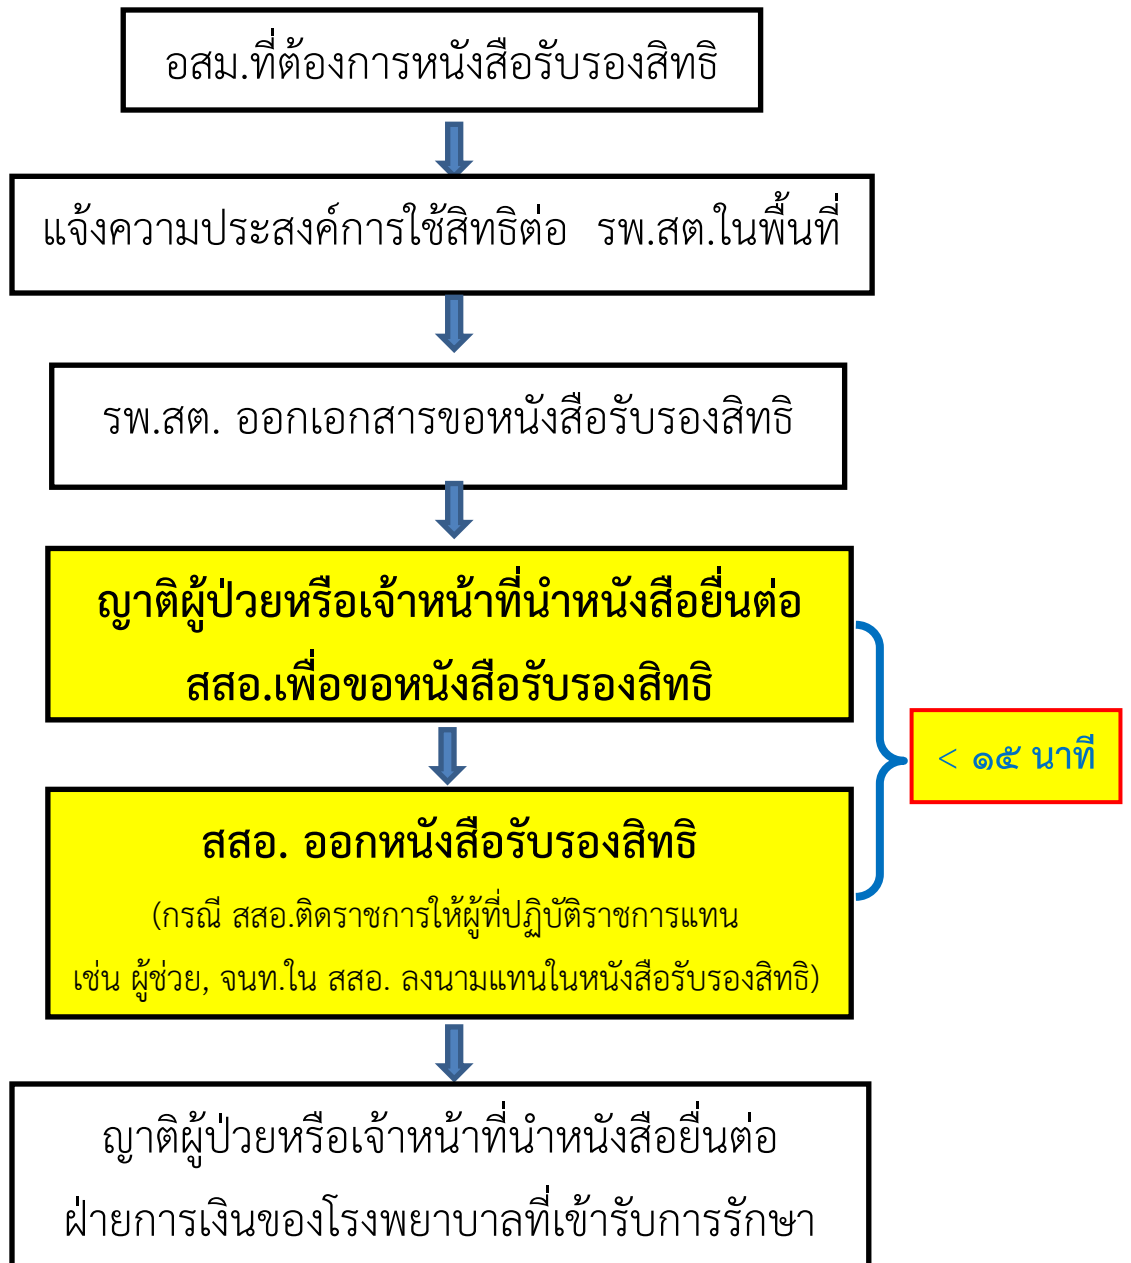 อสม.ที่ต้องการหนังสือรับรองสิทธิ
แจ้งความประสงค์การใช้สิทธิต่อ รพ.สต.ในพื้นที่
รพ.สต. ออกเอกสารขอหนังสือรับรองสิทธิ
ญาติผู้ป่วยหรือเจ้าหน้าที่นำหนังสือยื่นต่อ
สสอ.เพื่อขอหนังสือรับรองสิทธิ
< ๑๕ นาที
สสอ. ออกหนังสือรับรองสิทธิ
(กรณี สสอ.ติดราชการให้ผู้ที่ปฏิบัติราชการแทน
เช่น ผู้ช่วย, จนท.ใน สสอ. ลงนามแทนในหนังสือรับรองสิทธิ)
ญาติผู้ป่วยหรือเจ้าหน้าที่นำหนังสือยื่นต่อ
ฝ่ายการเงินของโรงพยาบาลที่เข้ารับการรักษา